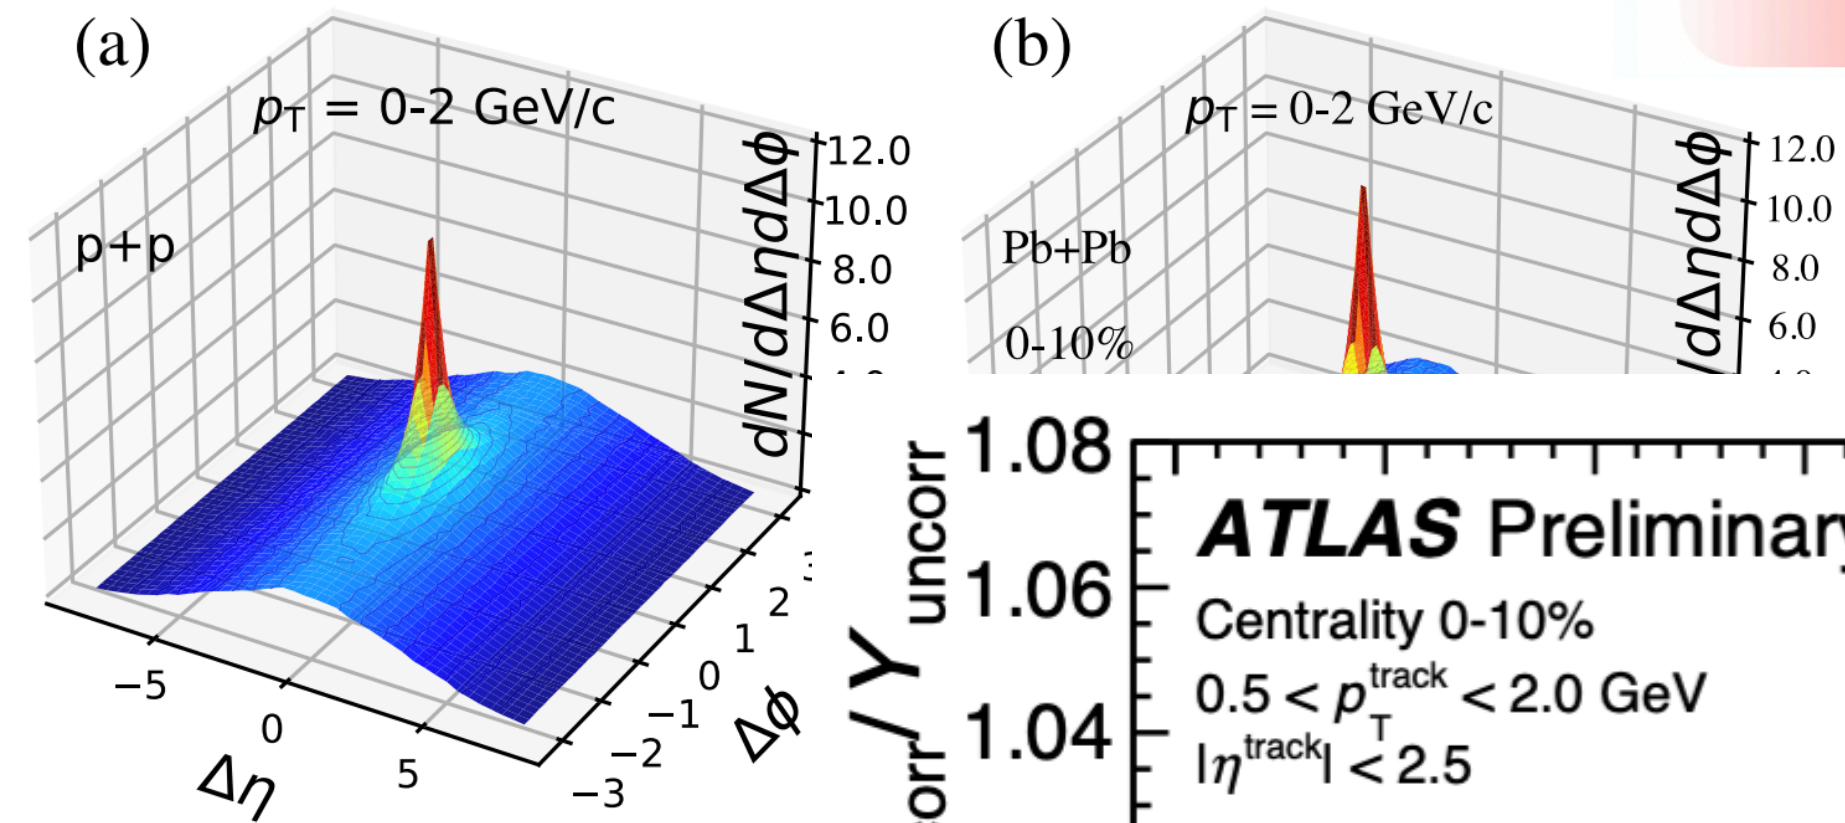 (a)
p_T = 0-2 GeV/c
p+p
dN/dΔηdΔϕ
12.0
10.0
8.0
6.0
−5
0
5
Δη
−3
−2
−1
0
1
2
Δϕ
(b)
p_T = 0-2 GeV/c
Pb+Pb
0-10%
/dΔηdΔϕ
12.0
10.0
8.0
6.0
1.08
1.06
1.04
/ Y uncorr
ATLAS Preliminary
Centrality 0-10%
0.5 < p_T^track < 2.0 GeV
|η^track| < 2.5